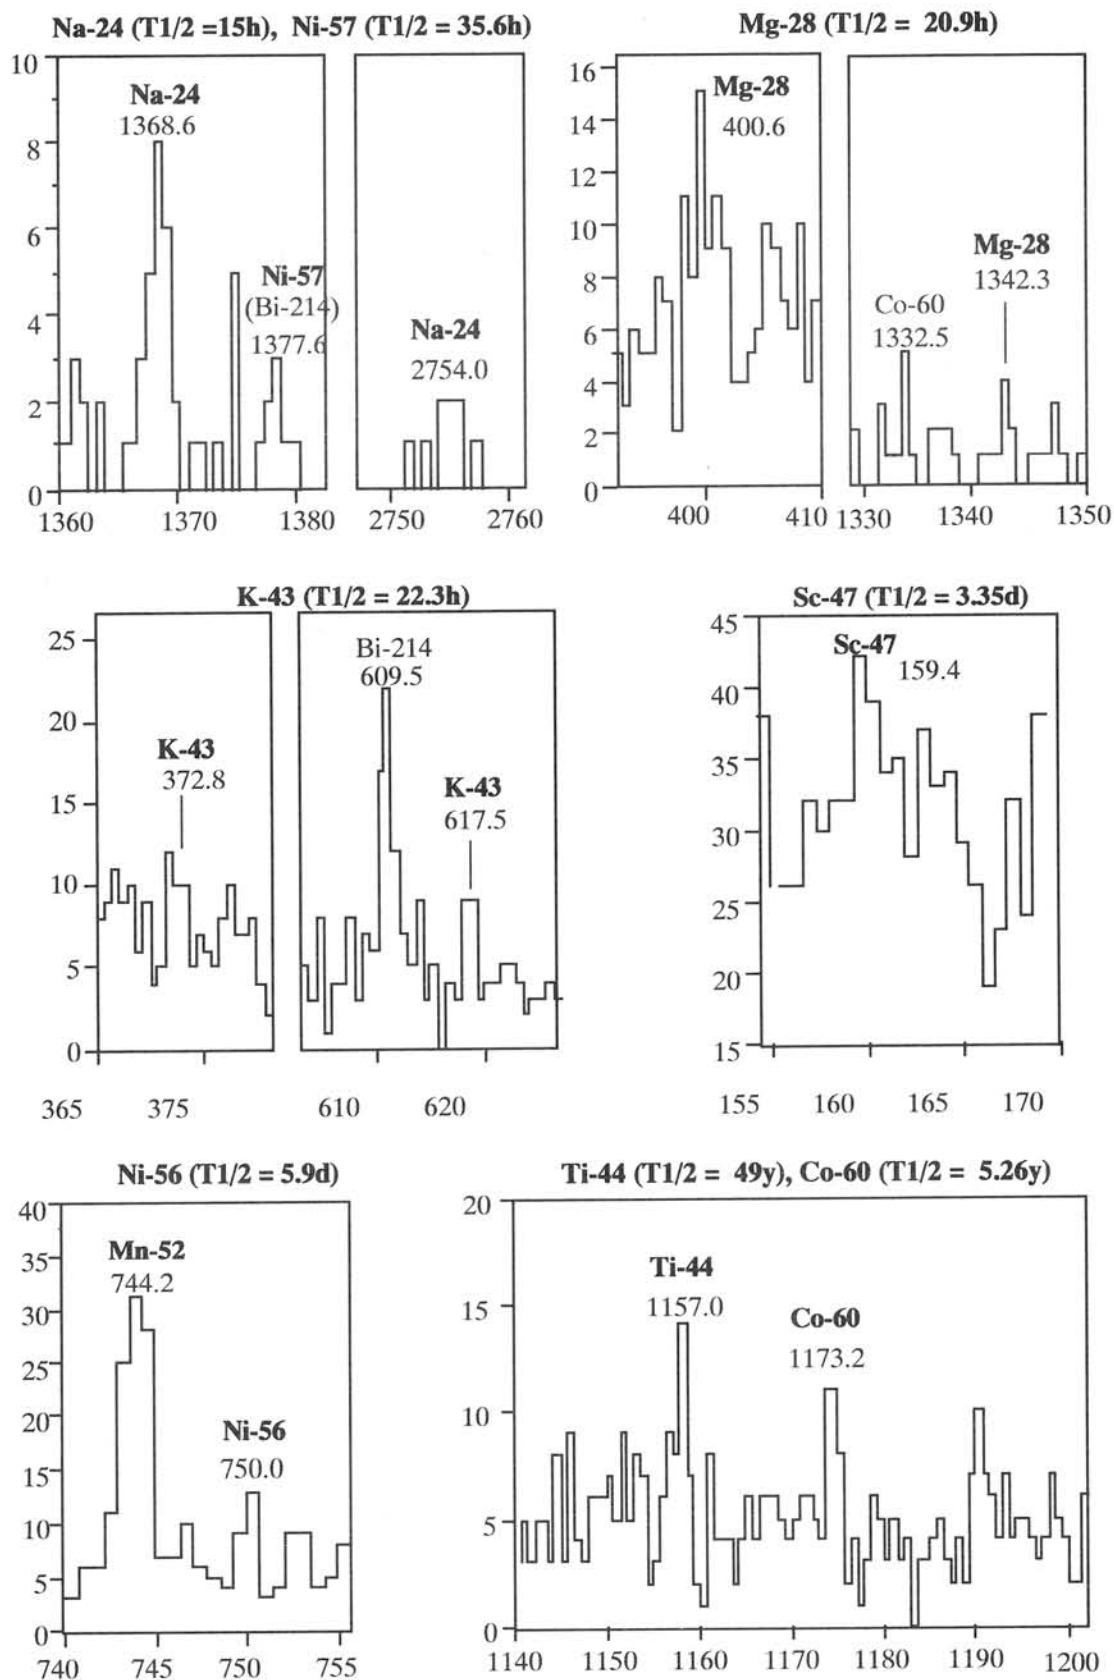 Na-24 (T1/2 =15h), Ni-57 (T1/2 = 35.6h)
10
8
6
4
2
0
Na-24
1368.6
Ni-57
(Bi-214)
1377.6
1360 1370 1380
Na-24
2754.0
2750 2760
Mg-28 (T1/2 = 20.9h)
16
14
12
10
8
6
4
2
0
Mg-28
400.6
400 410
Co-60
1332.5
Mg-28
1342.3
1330 1340 1350
K-43 (T1/2 = 22.3h)
25
20
15
10
5
0
K-43
372.8
365 375
Bi-214
609.5
K-43
617.5
610 620
Sc-47 (T1/2 = 3.35d)
45
40
35
30
25
20
15
Sc-47
159.4
155 160 165 170
Ni-56 (T1/2 = 5.9d)
40
35
30
25
20
15
10
5
0
Mn-52
744.2
Ni-56
750.0
740 745 750 755
Ti-44 (T1/2 = 49y), Co-60 (T1/2 = 5.26y)
20
15
10
5
0
Ti-44
1157.0
Co-60
1173.2
1140 1150 1160 1170 1180 1190 1200